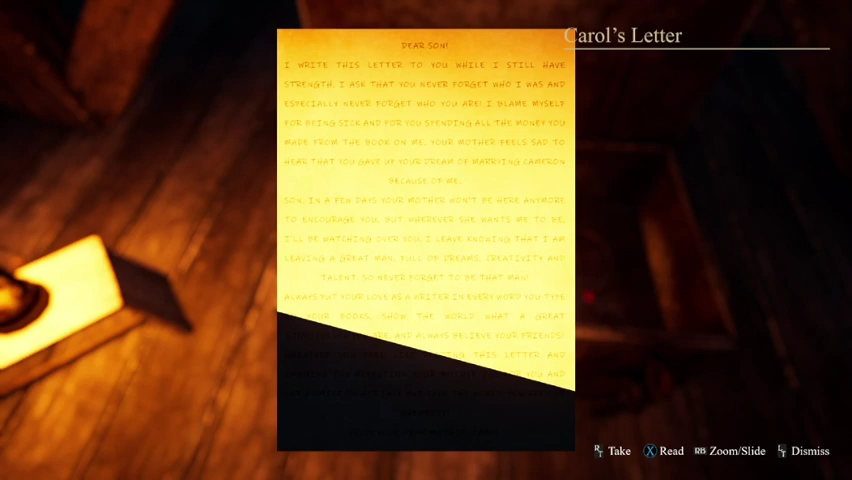 Carol's Letter
DEAR SON!
I WRITE THIS LETTER TO YOU WHILE I STILL HAVE
STRENGTH. I ASK THAT YOU NEVER FORGET WHO I WAS AND
ESPECIALLY NEVER FORGET WHO YOU ARE! I BLAME MYSELF
FOR BEING SICK AND FOR YOU SPENDING ALL THE MONEY YOU
MADE FROM THE BOOK ON ME. YOUR MOTHER FEELS SAD TO
HEAR THAT YOU GAVE UP YOUR DREAM OF MARRYING CAMERON
BECAUSE OF ME.
SON, IN A FEW DAYS YOUR MOTHER WON'T BE HERE ANYMORE
TO ENCOURAGE YOU, BUT WHEREVER SHE WANTS ME TO BE,
I'LL BE WATCHING OVER YOU. I LEAVE KNOWING THAT I AM
LEAVING A GREAT MAN, FULL OF DREAMS, CREATIVITY AND
TALENT. SO NEVER FORGET TO BE THAT MAN!
ALWAYS PUT YOUR LOVE AS A WRITER IN EVERY WORD YOU TYPE
YOUR BOOKS, SHOW THE WORLD WHAT A GREAT
AND ALWAYS BELIEVE YOUR FRIENDS!
THIS LETTER AND
YOUR MOTHER YOU AND
Take
Read
Zoom/Slide
Dismiss